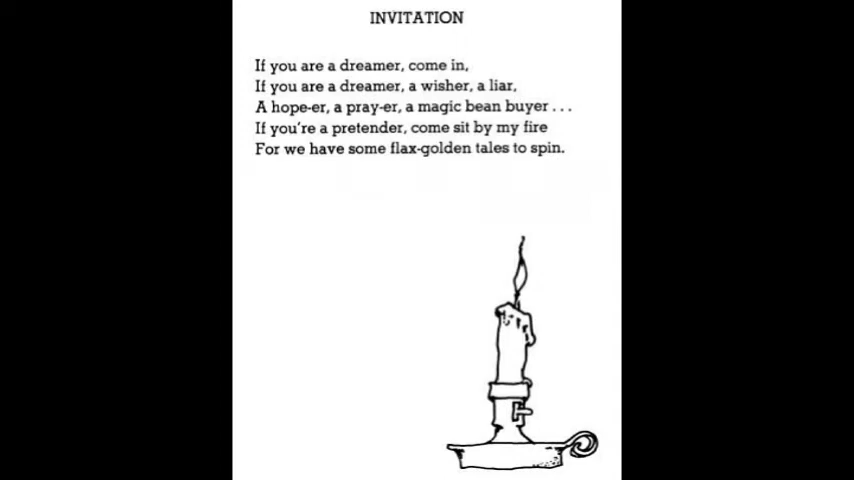 INVITATION
If you are a dreamer, come in,
If you are a dreamer, a wisher, a liar,
A hope-er, a pray-er, a magic bean buyer . . .
If you're a pretender, come sit by my fire
For we have some flax-golden tales to spin.